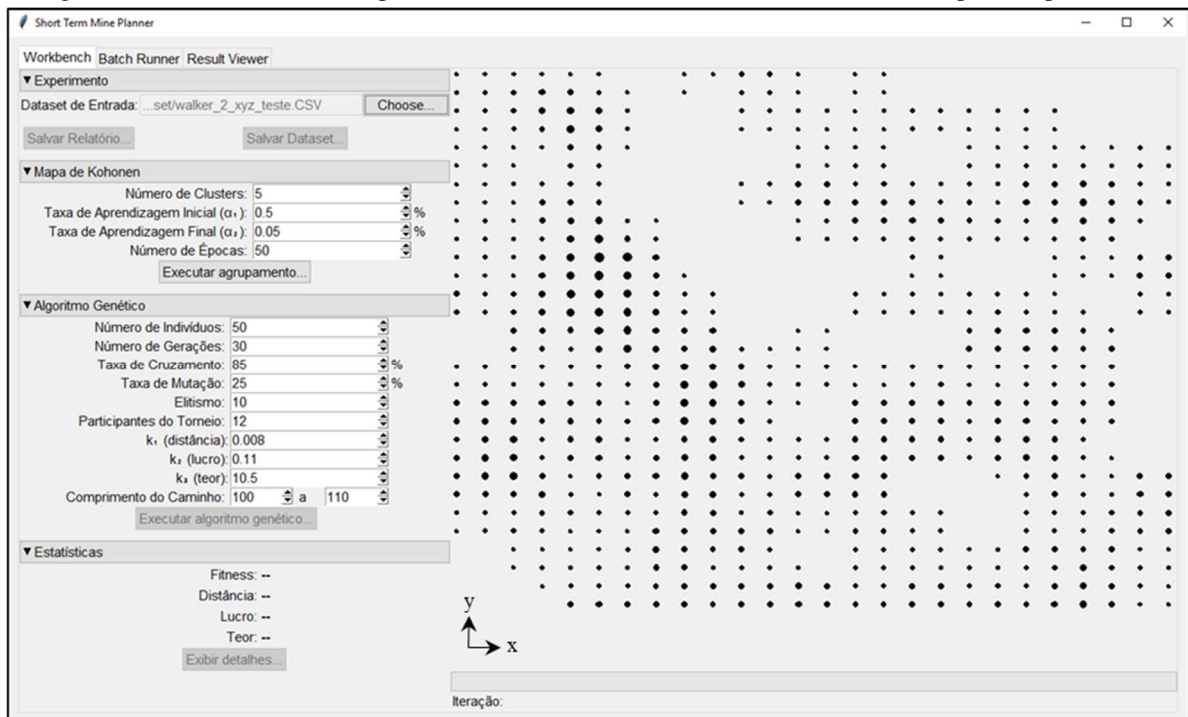 Short Term Mine Planner
Workbench Batch Runner Result Viewer
▼ Experimento
Dataset de Entrada: ...set/walker_2_xyz_teste.CSV Choose...
Salvar Relatório... Salvar Dataset...
▼ Mapa de Kohonen
Número de Clusters: 5
Taxa de Aprendizagem Inicial (α₁): 0.5 %
Taxa de Aprendizagem Final (α₂): 0.05 %
Número de Épocas: 50
Executar agrupamento...
▼ Algoritmo Genético
Número de Indivíduos: 50
Número de Gerações: 30
Taxa de Cruzamento: 85 %
Taxa de Mutação: 25 %
Elitismo: 10
Participantes do Torneio: 12
k₁ (distância): 0.008
k₂ (lucro): 0.11
k₃ (teor): 10.5
Comprimento do Caminho: 100 a 110
Executar algoritmo genético...
▼ Estatísticas
Fitness: --
Distância: --
Lucro: --
Teor: --
Exibir detalhes...
y
x
Iteração: